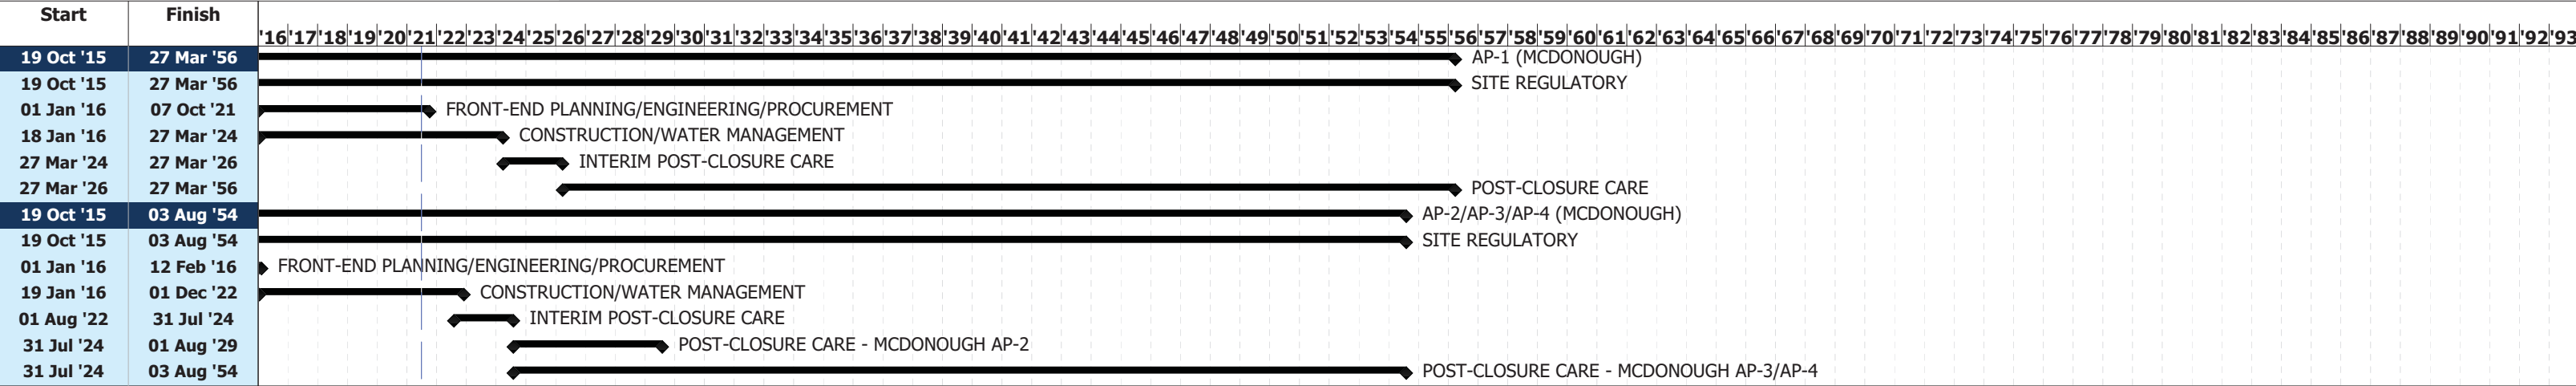 Start Finish
'16 '17 '18 '19 '20 '21 '22 '23 '24 '25 '26 '27 '28 '29 '30 '31 '32 '33 '34 '35 '36 '37 '38 '39 '40 '41 '42 '43 '44 '45 '46 '47 '48 '49 '50 '51 '52 '53 '54 '55 '56 '57 '58 '59 '60 '61 '62 '63 '64 '65 '66 '67 '68 '69 '70 '71 '72 '73 '74 '75 '76 '77 '78 '79 '80 '81 '82 '83 '84 '85 '86 '87 '88 '89 '90 '91 '92 '93
19 Oct '15 27 Mar '56 AP-1 (MCDONOUGH)
19 Oct '15 27 Mar '56 SITE REGULATORY
01 Jan '16 07 Oct '21 FRONT-END PLANNING/ENGINEERING/PROCUREMENT
18 Jan '16 27 Mar '24 CONSTRUCTION/WATER MANAGEMENT
27 Mar '24 27 Mar '26 INTERIM POST-CLOSURE CARE
27 Mar '26 27 Mar '56 POST-CLOSURE CARE
19 Oct '15 03 Aug '54 AP-2/AP-3/AP-4 (MCDONOUGH)
19 Oct '15 03 Aug '54 SITE REGULATORY
01 Jan '16 12 Feb '16 FRONT-END PLANNING/ENGINEERING/PROCUREMENT
19 Jan '16 01 Dec '22 CONSTRUCTION/WATER MANAGEMENT
01 Aug '22 31 Jul '24 INTERIM POST-CLOSURE CARE
31 Jul '24 01 Aug '29 POST-CLOSURE CARE - MCDONOUGH AP-2
31 Jul '24 03 Aug '54 POST-CLOSURE CARE - MCDONOUGH AP-3/AP-4